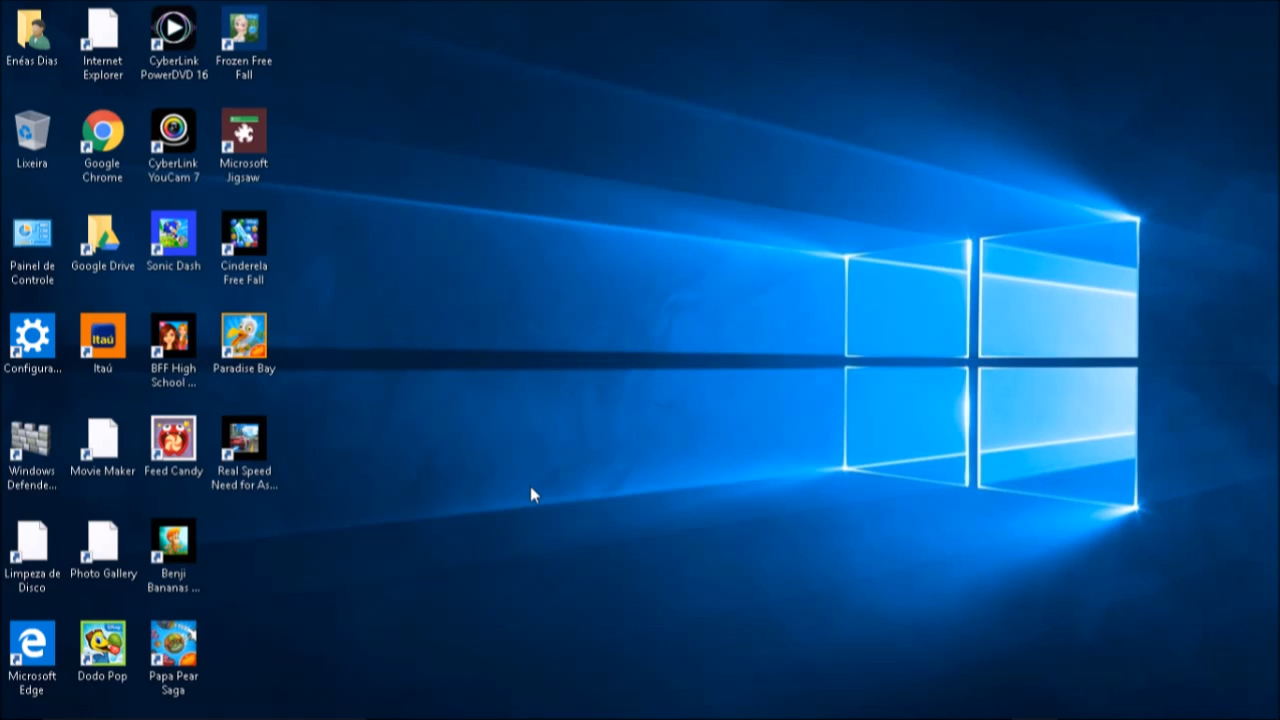 Enéas Dias
Internet
Explorer
CyberLink
PowerDVD 16
Frozen Free
Fall
Lixeira
Google
Chrome
CyberLink
YouCam 7
Microsoft
Jigsaw
Painel de
Controle
Google Drive
Sonic Dash
Cinderela
Free Fall
Configura...
Itaú
Itaú
BFF High
School ...
Paradise Bay
Windows
Defende...
Movie Maker
Feed Candy
Real Speed
Need for As...
Limpeza de
Disco
Photo Gallery
Benji
Bananas ...
Microsoft
Edge
Dodo Pop
Papa Pear
Saga